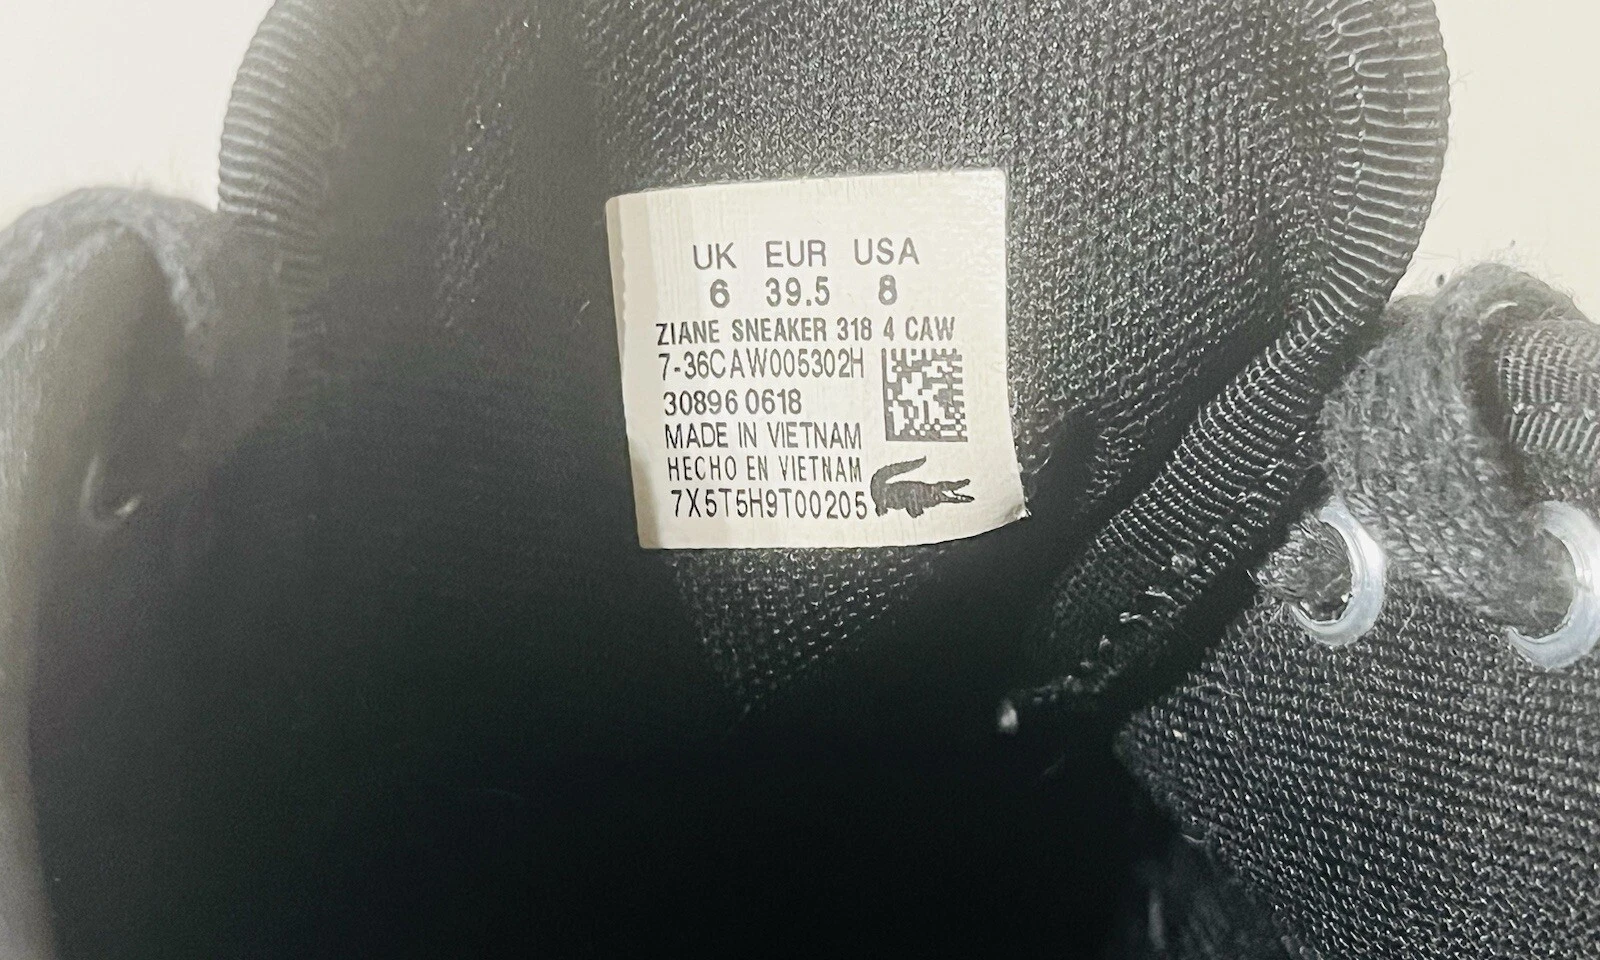 UK EUR USA
6 39.5 8
ZIANE SNEAKER 318 4 CAW
7-36CAW005302H
30896 0618
MADE IN VIETNAM
HECHO EN VIETNAM
7X5T5H9T00205